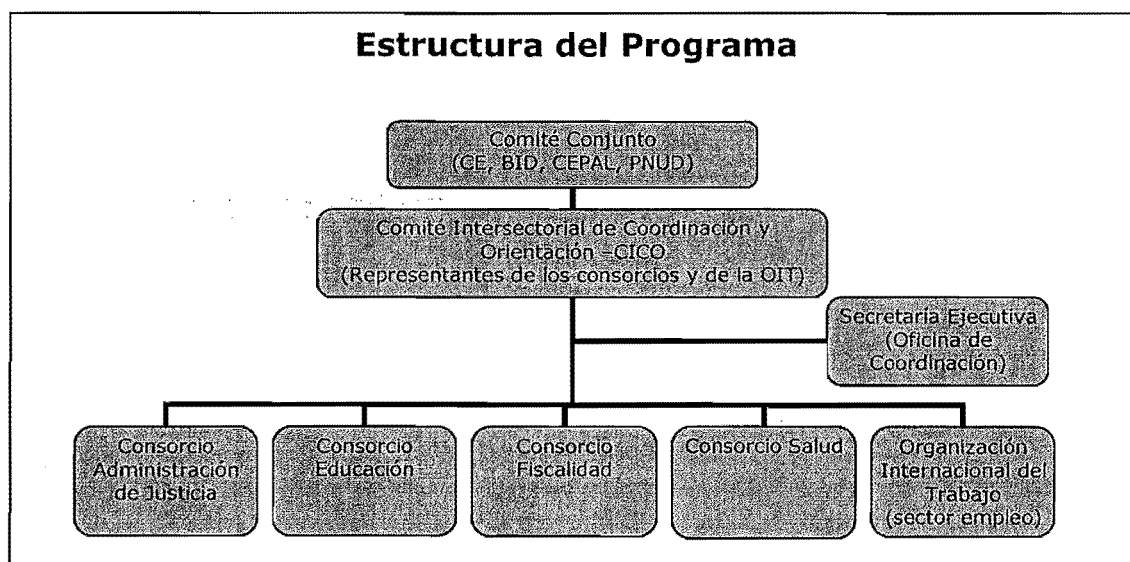 Estructura del Programa
Comité Conjunto
(CE, BID, CEPAL, PNUD)
Comité Intersectorial de Coordinación y
Orientación –CICO
(Representantes de los consorcios y de la OIT)
Secretaría Ejecutiva
(Oficina de
Coordinación)
Consorcio
Administración
de Justicia
Consorcio
Educación
Consorcio
Fiscalidad
Consorcio Salud
Organización
Internacional del
Trabajo
(sector empleo)